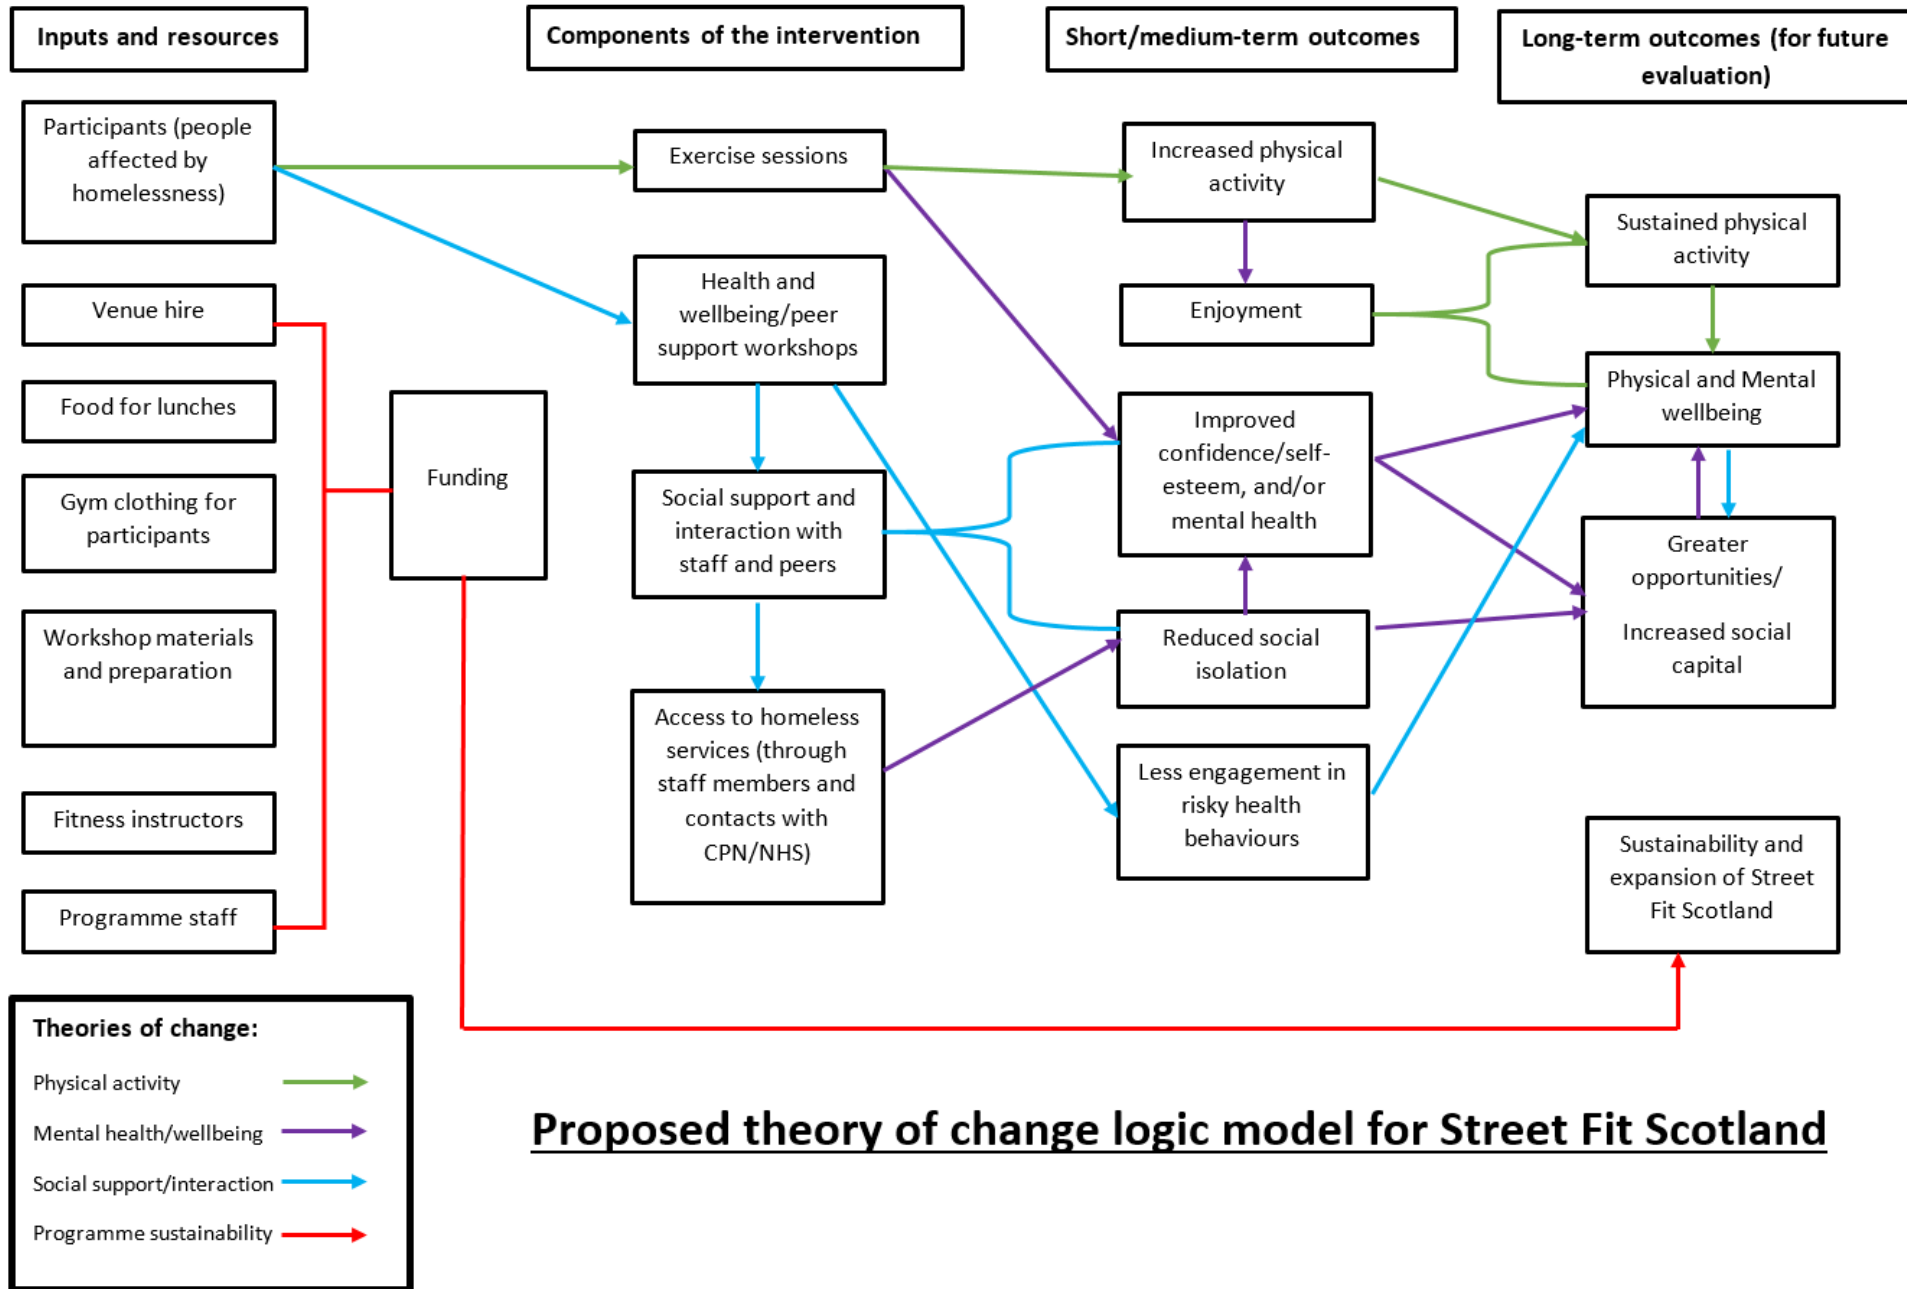 Inputs and resources
Components of the intervention
Short/medium-term outcomes
Long-term outcomes (for future
evaluation)
Participants (people
affected by
homelessness)
Venue hire
Food for lunches
Gym clothing for
participants
Workshop materials
and preparation
Fitness instructors
Programme staff
Funding
Exercise sessions
Health and
wellbeing/peer
support workshops
Social support and
interaction with
staff and peers
Access to homeless
services (through
staff members and
contacts with
CPN/NHS)
Increased physical
activity
Enjoyment
Improved
confidence/self-
esteem, and/or
mental health
Reduced social
isolation
Less engagement in
risky health
behaviours
Sustained physical
activity
Physical and Mental
wellbeing
Greater
opportunities/
Increased social
capital
Sustainability and
expansion of Street
Fit Scotland
Theories of change:
Physical activity
Mental health/wellbeing
Social support/interaction
Programme sustainability
Proposed theory of change logic model for Street Fit Scotland